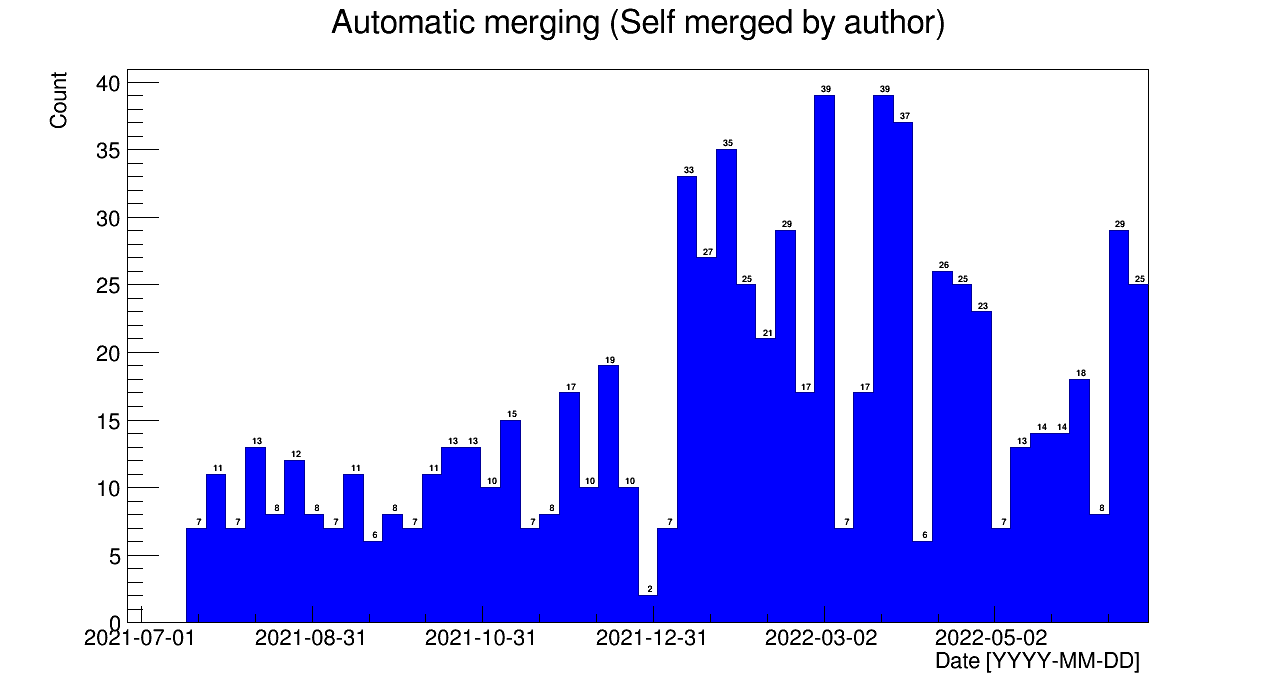 Automatic merging (Self merged by author)
Count
40
35
30
25
20
15
10
5
0
7 11 7 13 8 12 8 7 11 6 8 7 11 13 13 10 15 7 8 17 10 19 10 2 7 33 27 35 25 21 29 17 39 7 17 39 37 6 26 25 23 7 13 14 14 18 8 29 25
2021-07-01 2021-08-31 2021-10-31 2021-12-31 2022-03-02 2022-05-02
Date [YYYY-MM-DD]